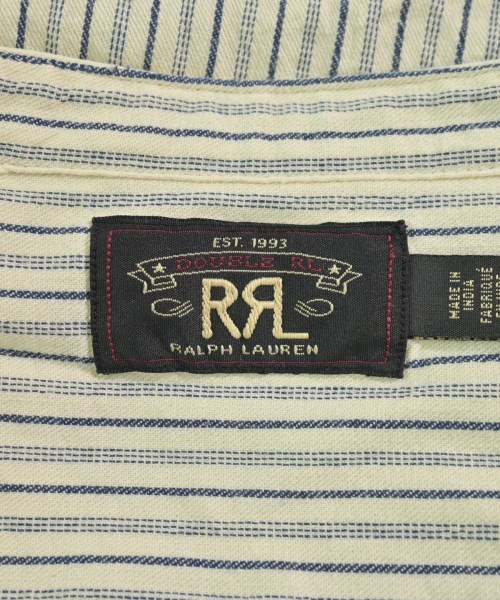 EST. 1993
DOUBLE RL
RRL
RALPH LAUREN
MADE IN
INDIA
FABRIQUÉ